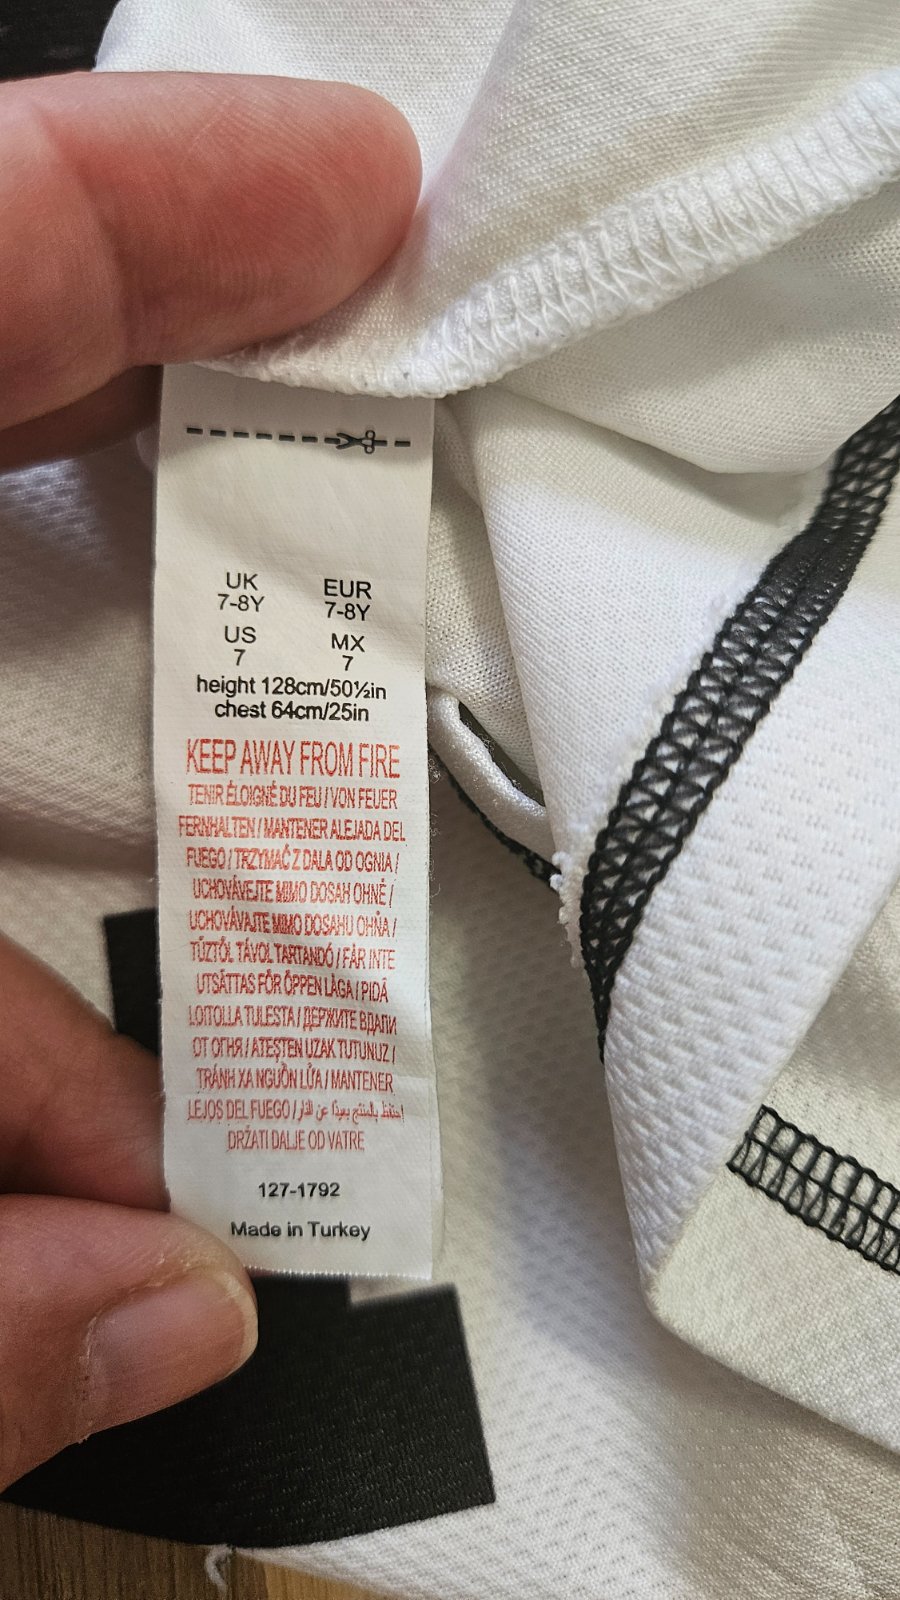 UK EUR
7-8Y 7-8Y
US MX
7 7
height 128cm/50½in
chest 64cm/25in
KEEP AWAY FROM FIRE
TENIR ÉLOIGNÉ DU FEU / VON FEUER
FERNHALTEN / MANTENER ALEJADA DEL
FUEGO / TRZYMAĆ Z DALA OD OGNIA /
UCHOVÁVEJTE MIMO DOSAH OHNĚ /
UCHOVÁVAJTE MIMO DOSAHU OHŇA /
TŰZTŐL TÁVOL TARTANDÓ / FÅR INTE
UTSÄTTAS FÖR ÖPPEN LÅGA / PIDÄ
LOITOLLA TULESTA / ДЕРЖИТЕ ВДАЛИ
ОТ ОГНЯ / ATEŞTEN UZAK TUTUNUZ /
TRÁNH XA NGUỒN LỬA / MANTENER
LEJOS DEL FUEGO / احتفظ بالمنتج بعيدًا عن النار /
DRŽATI DALJE OD VATRE
127-1792
Made in Turkey